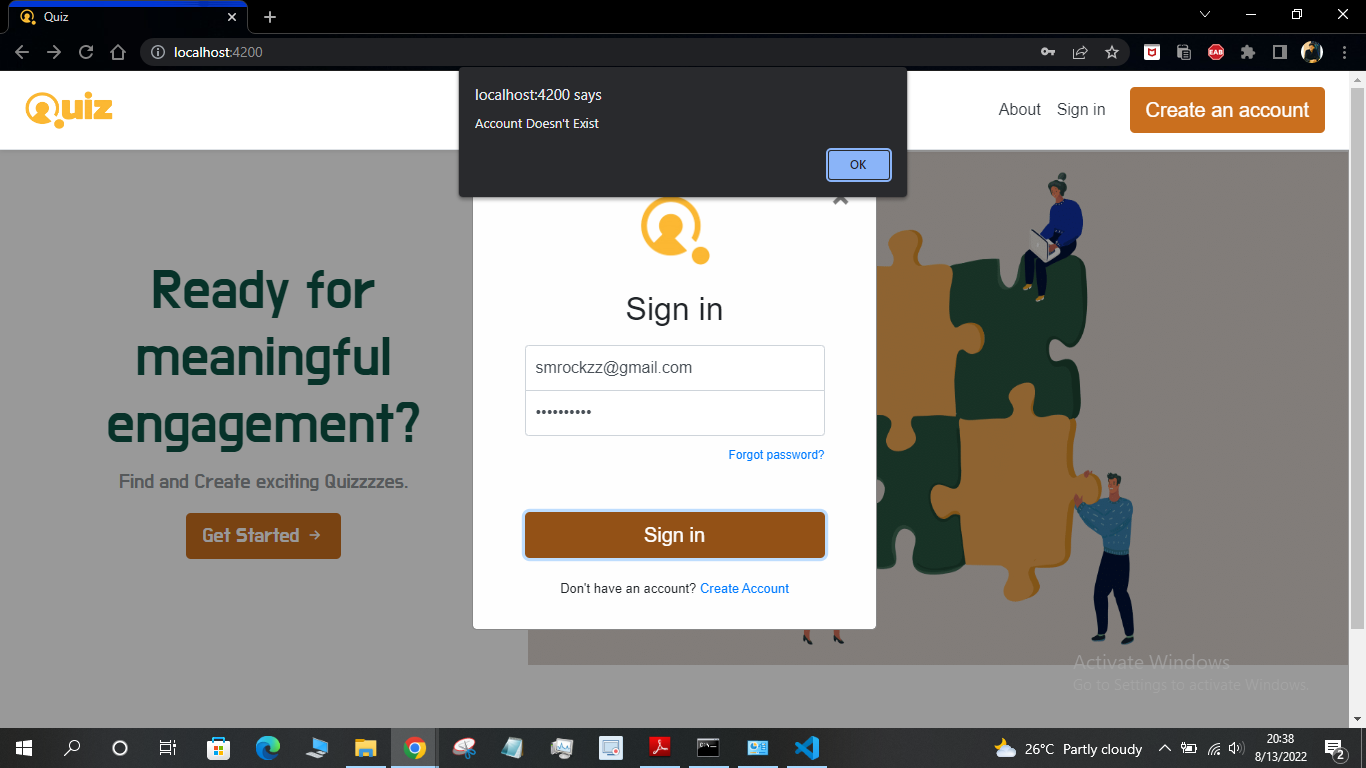 Quiz
localhost:4200
EAB
Quiz
About Sign in Create an account
localhost:4200 says
Account Doesn't Exist
OK
Ready for
meaningful
engagement?
Find and Create exciting Quizzzzes.
Get Started →
Sign in
smrockzz@gmail.com
••••••••••
Forgot password?
Sign in
Don't have an account? Create Account
Activate Windows
Go to Settings to activate Windows.
26°C Partly cloudy
20:38
8/13/2022
2